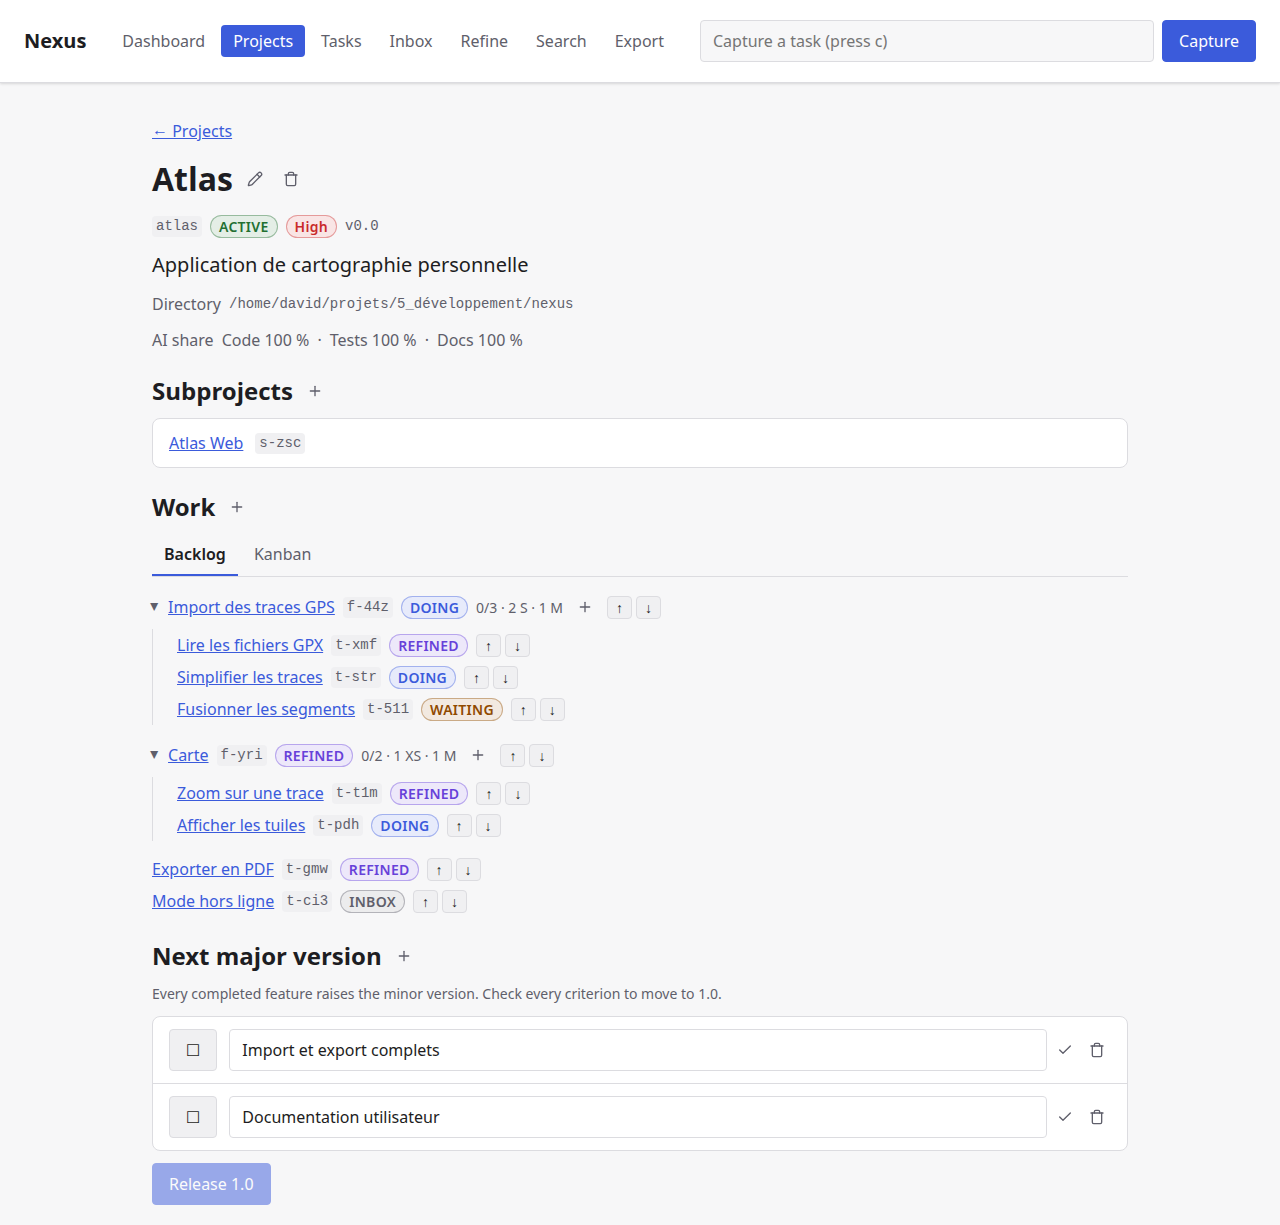 Nexus Dashboard Projects Tasks Inbox Refine Search Export Capture a task (press c) Capture
← Projects
Atlas
atlas ACTIVE High v0.0
Application de cartographie personnelle
Directory /home/david/projets/5_développement/nexus
AI share Code 100 % · Tests 100 % · Docs 100 %
Subprojects +
Atlas Web s-zsc
Work +
Backlog Kanban
▼ Import des traces GPS f-44z DOING 0/3 · 2 S · 1 M + ↑ ↓
Lire les fichiers GPX t-xmf REFINED ↑ ↓
Simplifier les traces t-str DOING ↑ ↓
Fusionner les segments t-511 WAITING ↑ ↓
▼ Carte f-yri REFINED 0/2 · 1 XS · 1 M + ↑ ↓
Zoom sur une trace t-t1m REFINED ↑ ↓
Afficher les tuiles t-pdh DOING ↑ ↓
Exporter en PDF t-gmw REFINED ↑ ↓
Mode hors ligne t-ci3 INBOX ↑ ↓
Next major version +
Every completed feature raises the minor version. Check every criterion to move to 1.0.
☐ Import et export complets
☐ Documentation utilisateur
Release 1.0